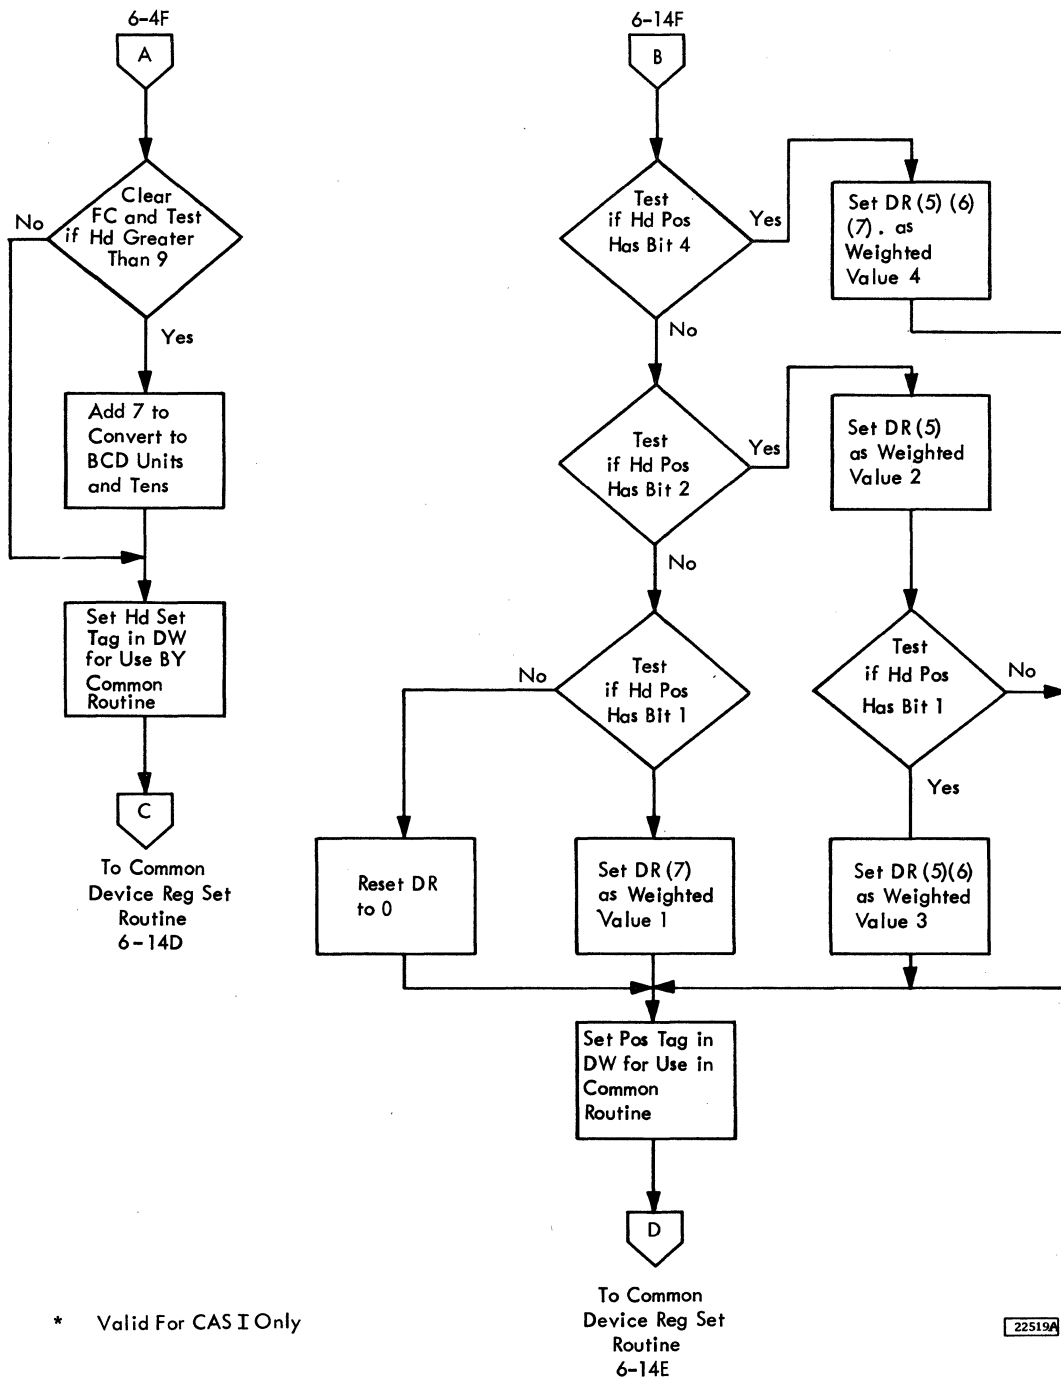 6-4F
A
Clear
FC and Test
if Hd Greater
Than 9
No
Yes
Add 7 to
Convert to
BCD Units
and Tens
Set Hd Set
Tag in DW
for Use BY
Common
Routine
C
To Common
Device Reg Set
Routine
6-14D
6-14F
B
Test
if Hd Pos
Has Bit 4
Yes
Set DR (5) (6)
(7) . as
Weighted
Value 4
No
Test
if Hd Pos
Has Bit 2
Yes
Set DR (5)
as Weighted
Value 2
No
Test
if Hd Pos
Has Bit 1
No
Test
if Hd Pos
Has Bit 1
No
Yes
Reset DR
to 0
Set DR (7)
as Weighted
Value 1
Set DR (5)(6)
as Weighted
Value 3
Set Pos Tag in
DW for Use in
Common
Routine
D
To Common
Device Reg Set
Routine
6-14E
* Valid For CAS I Only
22519A